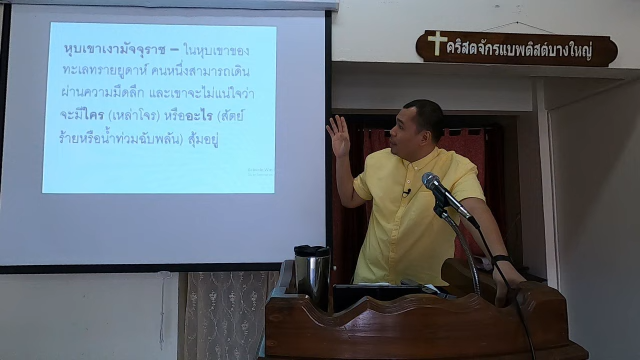 หุบเขาเงามัจจุราช – ในหุบเขาของ
ทะเลทรายยูดาห์ คนหนึ่งสามารถเดิน
ผ่านความมืดลึก และเขาจะไม่แน่ใจว่า
จะมีใคร (เหล่าโจร) หรืออะไร (สัตย์
ร้ายหรือน้ำท่วมฉับพลัน) สุ้มอยู่
คริสตจักรแบพติสต์บางใหญ่